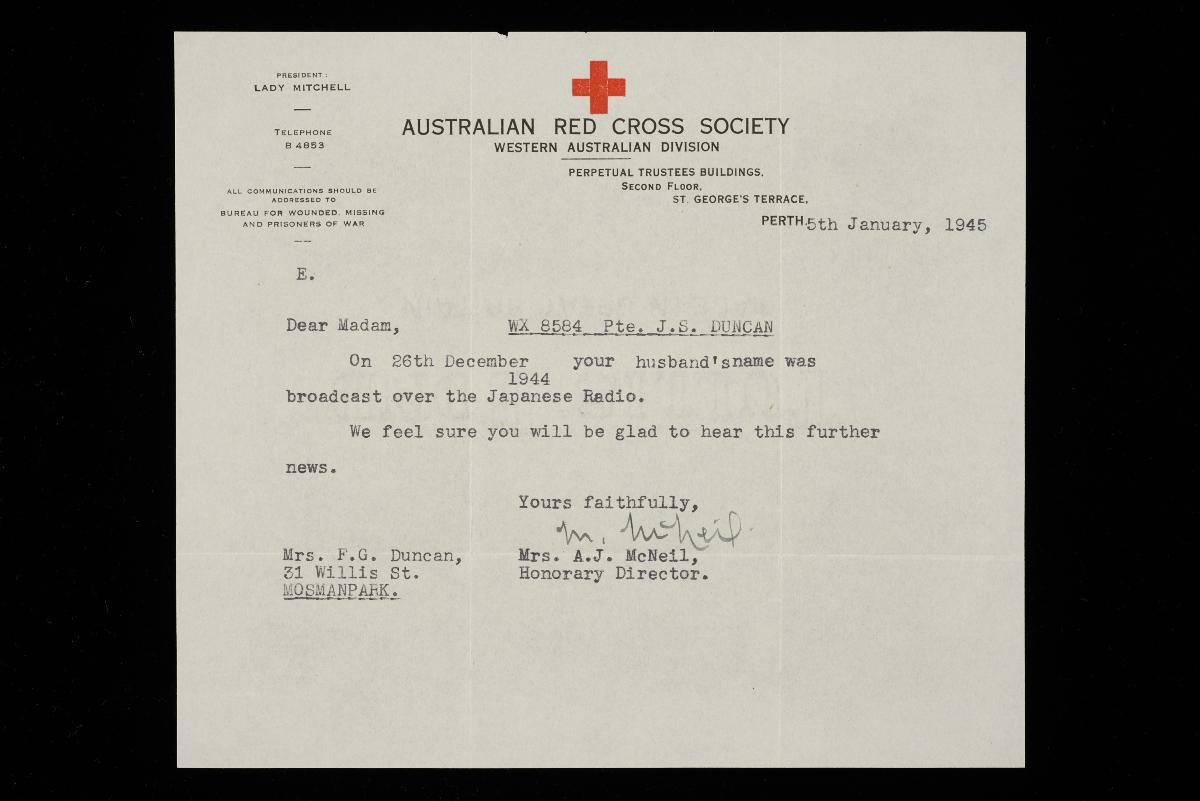 PRESIDENT:
LADY MITCHELL
TELEPHONE
B 4853
ALL COMMUNICATIONS SHOULD BE
ADDRESSED TO
BUREAU FOR WOUNDED, MISSING
AND PRISONERS OF WAR
AUSTRALIAN RED CROSS SOCIETY
WESTERN AUSTRALIAN DIVISION
PERPETUAL TRUSTEES BUILDINGS,
SECOND FLOOR,
ST. GEORGE'S TERRACE,
PERTH, 5th January, 1945
E.
Dear Madam, WX 8584 Pte. J.S. DUNCAN
On 26th December your husband's name was
1944
broadcast over the Japanese Radio.
We feel sure you will be glad to hear this further
news.
Yours faithfully,
M. McNeil
Mrs. F.G. Duncan, Mrs. A.J. McNeil,
31 Willis St. Honorary Director.
MOSMANPARK.